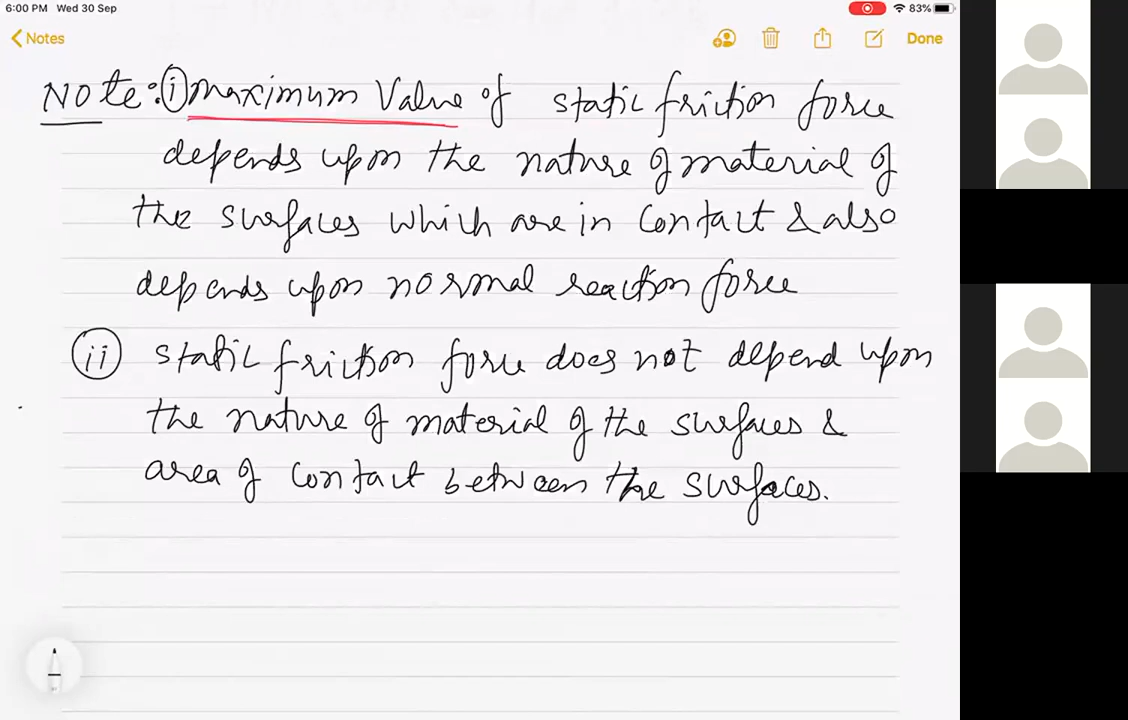 6:00 PM Wed 30 Sep
83%
Notes
Done
Note: (i) Maximum Value of static friction force
depends upon the nature of material of
the surfaces which are in contact & also
depends upon normal reaction force
(ii) static friction force does not depend upon
the nature of material of the surfaces &
area of contact between the surfaces.